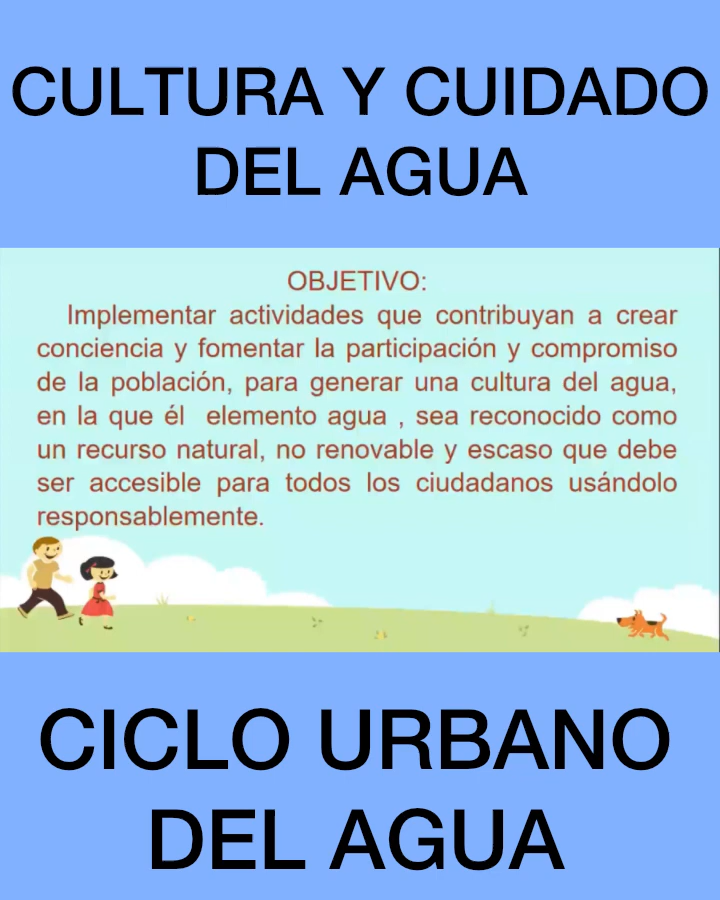 CULTURA Y CUIDADO
DEL AGUA
OBJETIVO:
Implementar actividades que contribuyan a crear
conciencia y fomentar la participación y compromiso
de la población, para generar una cultura del agua,
en la que él elemento agua , sea reconocido como
un recurso natural, no renovable y escaso que debe
ser accesible para todos los ciudadanos usándolo
responsablemente.
CICLO URBANO
DEL AGUA